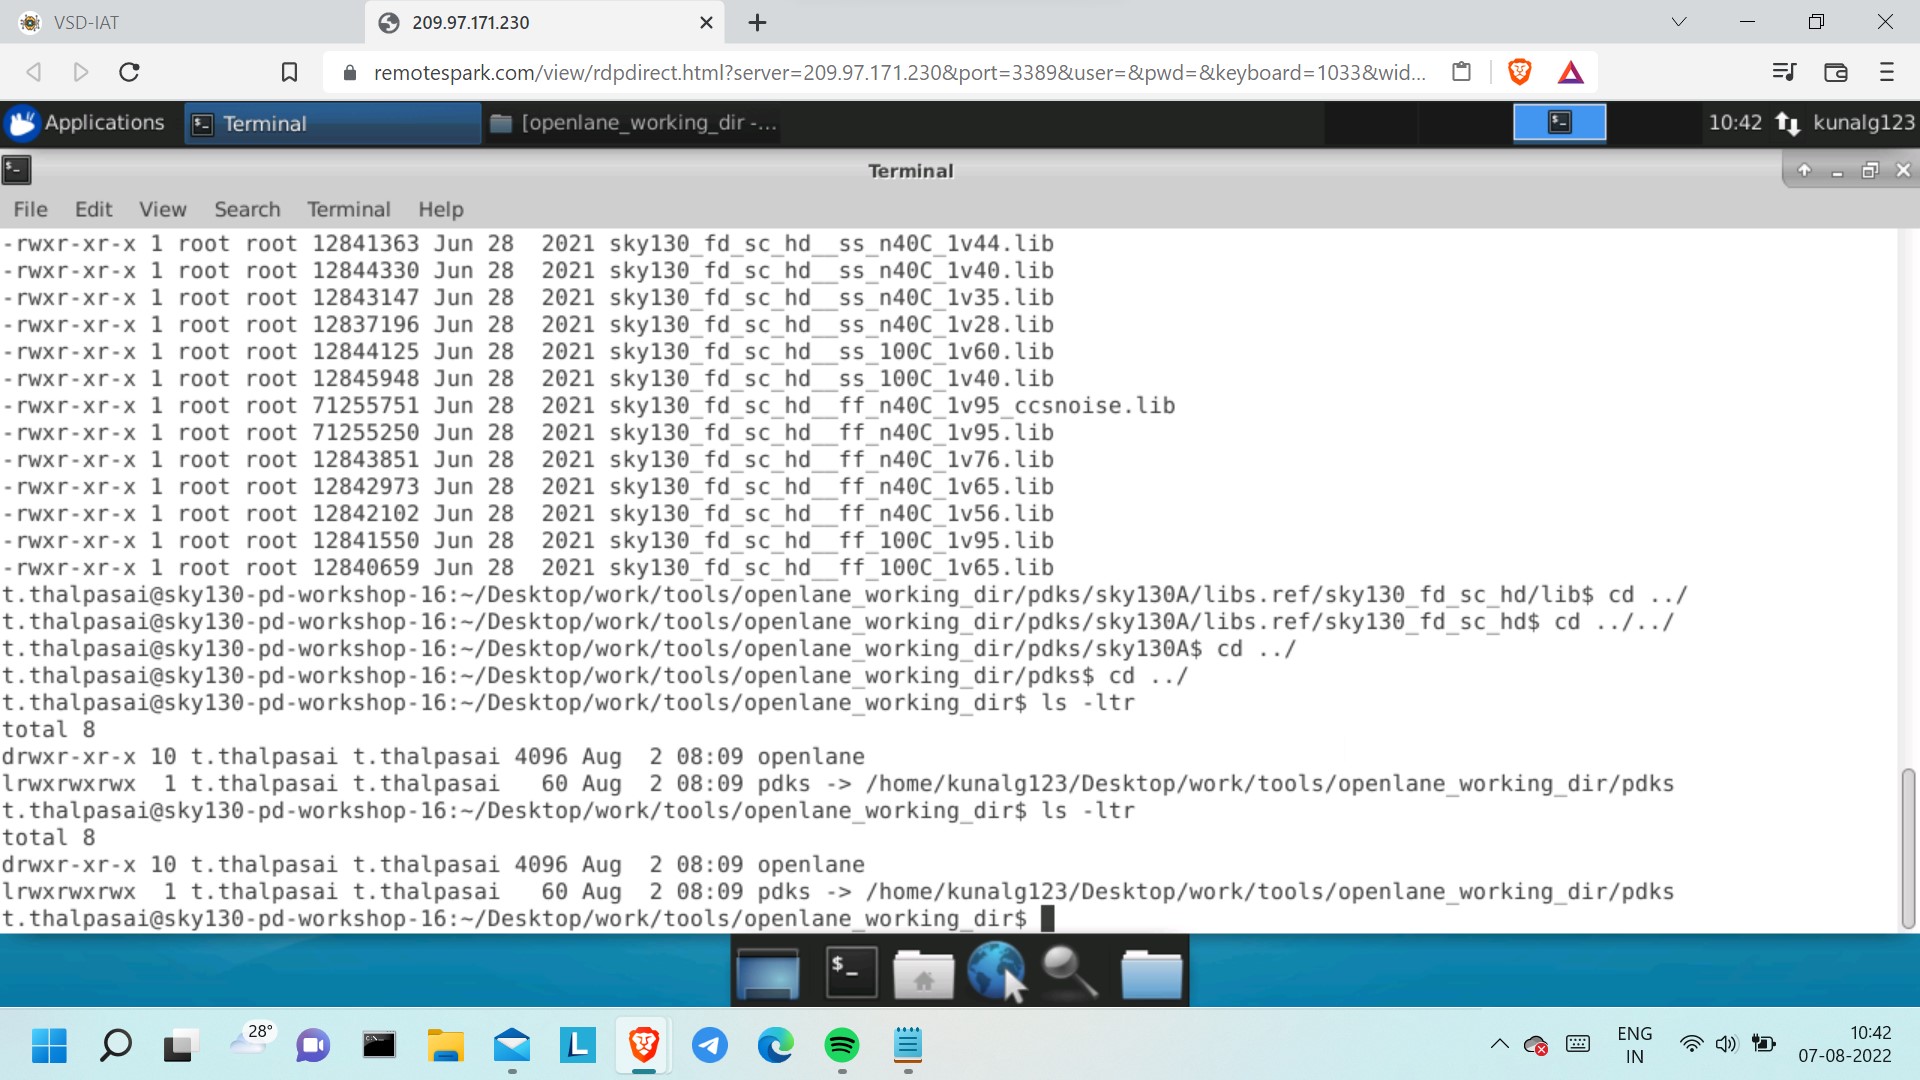 VSD-IAT
209.97.171.230
remotespark.com/view/rdpdirect.html?server=209.97.171.230&port=3389&user=&pwd=&keyboard=1033&wid...
Applications
Terminal
[openlane_working_dir -...
10:42
kunalg123
Terminal
File Edit View Search Terminal Help
-rwxr-xr-x 1 root root 12841363 Jun 28  2021 sky130_fd_sc_hd__ss_n40C_1v44.lib
-rwxr-xr-x 1 root root 12844330 Jun 28  2021 sky130_fd_sc_hd__ss_n40C_1v40.lib
-rwxr-xr-x 1 root root 12843147 Jun 28  2021 sky130_fd_sc_hd__ss_n40C_1v35.lib
-rwxr-xr-x 1 root root 12837196 Jun 28  2021 sky130_fd_sc_hd__ss_n40C_1v28.lib
-rwxr-xr-x 1 root root 12844125 Jun 28  2021 sky130_fd_sc_hd__ss_100C_1v60.lib
-rwxr-xr-x 1 root root 12845948 Jun 28  2021 sky130_fd_sc_hd__ss_100C_1v40.lib
-rwxr-xr-x 1 root root 71255751 Jun 28  2021 sky130_fd_sc_hd__ff_n40C_1v95_ccsnoise.lib
-rwxr-xr-x 1 root root 71255250 Jun 28  2021 sky130_fd_sc_hd__ff_n40C_1v95.lib
-rwxr-xr-x 1 root root 12843851 Jun 28  2021 sky130_fd_sc_hd__ff_n40C_1v76.lib
-rwxr-xr-x 1 root root 12842973 Jun 28  2021 sky130_fd_sc_hd__ff_n40C_1v65.lib
-rwxr-xr-x 1 root root 12842102 Jun 28  2021 sky130_fd_sc_hd__ff_n40C_1v56.lib
-rwxr-xr-x 1 root root 12841550 Jun 28  2021 sky130_fd_sc_hd__ff_100C_1v95.lib
-rwxr-xr-x 1 root root 12840659 Jun 28  2021 sky130_fd_sc_hd__ff_100C_1v65.lib
t.thalpasai@sky130-pd-workshop-16:~/Desktop/work/tools/openlane_working_dir/pdks/sky130A/libs.ref/sky130_fd_sc_hd/lib$ cd ../
t.thalpasai@sky130-pd-workshop-16:~/Desktop/work/tools/openlane_working_dir/pdks/sky130A/libs.ref/sky130_fd_sc_hd$ cd ../../
t.thalpasai@sky130-pd-workshop-16:~/Desktop/work/tools/openlane_working_dir/pdks/sky130A$ cd ../
t.thalpasai@sky130-pd-workshop-16:~/Desktop/work/tools/openlane_working_dir/pdks$ cd ../
t.thalpasai@sky130-pd-workshop-16:~/Desktop/work/tools/openlane_working_dir$ ls -ltr
total 8
drwxr-xr-x 10 t.thalpasai t.thalpasai 4096 Aug  2 08:09 openlane
lrwxrwxrwx  1 t.thalpasai t.thalpasai   60 Aug  2 08:09 pdks -> /home/kunalg123/Desktop/work/tools/openlane_working_dir/pdks
t.thalpasai@sky130-pd-workshop-16:~/Desktop/work/tools/openlane_working_dir$ ls -ltr
total 8
drwxr-xr-x 10 t.thalpasai t.thalpasai 4096 Aug  2 08:09 openlane
lrwxrwxrwx  1 t.thalpasai t.thalpasai   60 Aug  2 08:09 pdks -> /home/kunalg123/Desktop/work/tools/openlane_working_dir/pdks
t.thalpasai@sky130-pd-workshop-16:~/Desktop/work/tools/openlane_working_dir$
$_
28°
L
ENG
IN
10:42
07-08-2022